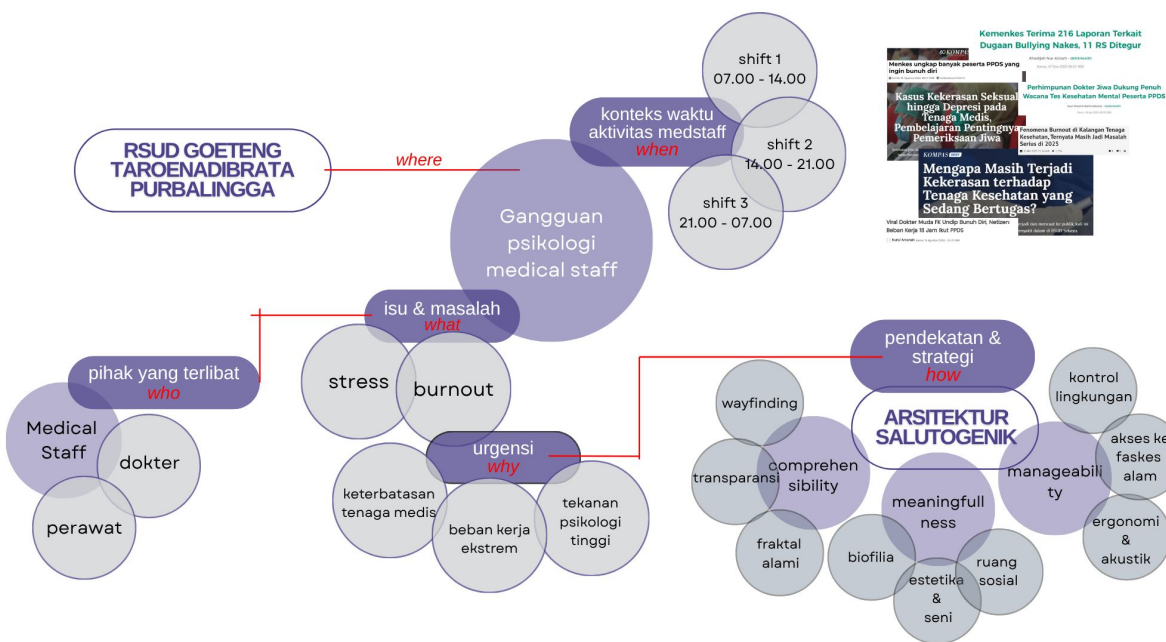 RSUD GOETENG
TAROENADIBRATA
PURBALINGGA
where
Gangguan
psikologi
medical staff
konteks waktu
aktivitas medstaff
when
shift 1
07.00 - 14.00
shift 2
14.00 - 21.00
shift 3
21.00 - 07.00
Kemenkes Terima 216 Laporan Terkait
Dugaan Bullying Nakes, 11 RS Ditegur
KOMPAS
Menkes ungkap banyak peserta PPDS yang
ingin bunuh diri
Kasus Kekerasan Seksual
hingga Depresi pada
Tenaga Medis,
Pembelajaran Pentingnya
Pemeriksaan Jiwa
Perhimpunan Dokter Jiwa Dukung Penuh
Wacana Tes Kesehatan Mental Peserta PPDS
Fenomena Burnout di Kalangan Tenaga
Kesehatan, Ternyata Masih Jadi Masalah
Serius di 2025
KOMPAS
Mengapa Masih Terjadi
Kekerasan terhadap
Tenaga Kesehatan yang
Sedang Bertugas?
Viral Dokter Muda FK Undip Bunuh Diri, Netizen
Beban Kerja 18 Jam Ikut PPDS
isu & masalah
what
stress
burnout
pihak yang terlibat
who
Medical
Staff
dokter
perawat
urgensi
why
keterbatasan
tenaga medis
beban kerja
ekstrem
tekanan
psikologi
tinggi
pendekatan &
strategi
how
ARSITEKTUR
SALUTOGENIK
wayfinding
transparansi
fraktal
alami
comprehen
sibility
meaningfull
ness
biofilia
estetika
&
seni
ruang
sosial
manageabili
ty
kontrol
lingkungan
akses ke
faskes
alam
ergonomi
&
akustik